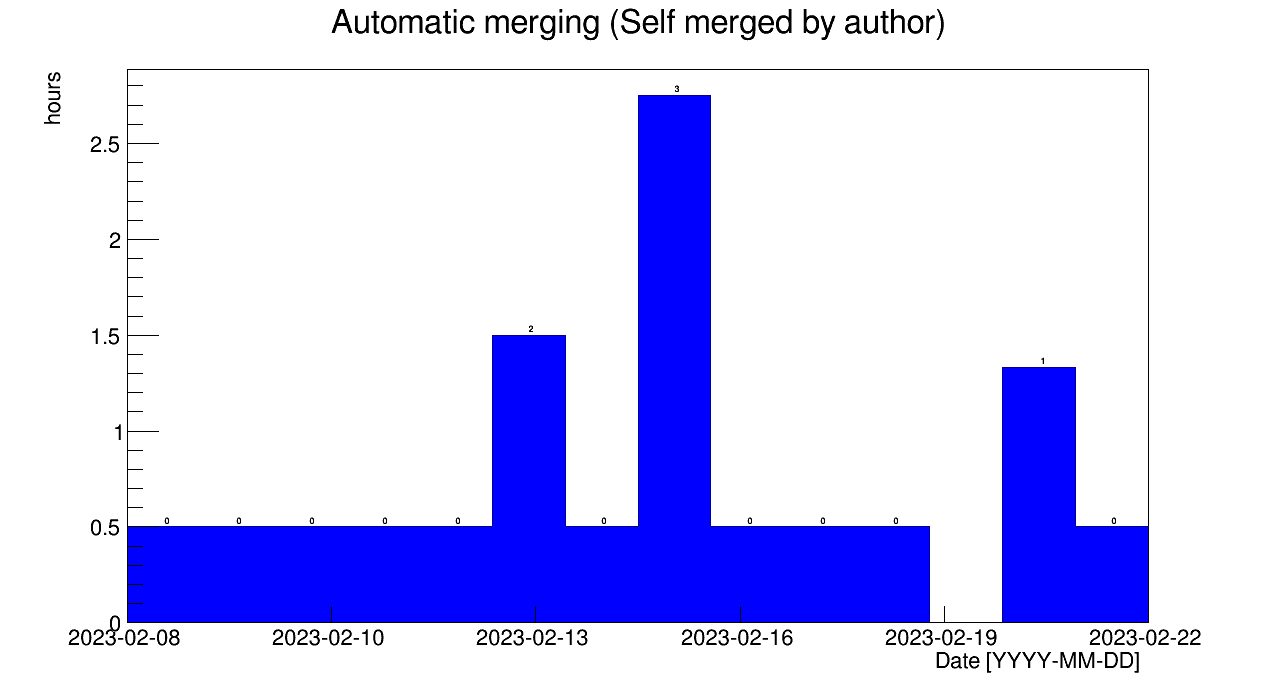 Automatic merging (Self merged by author)
hours
2.5
2
1.5
1
0.5
0
0 0 0 0 0 2 0 3 0 0 0 1 0
2023-02-08 2023-02-10 2023-02-13 2023-02-16 2023-02-19 2023-02-22
Date [YYYY-MM-DD]